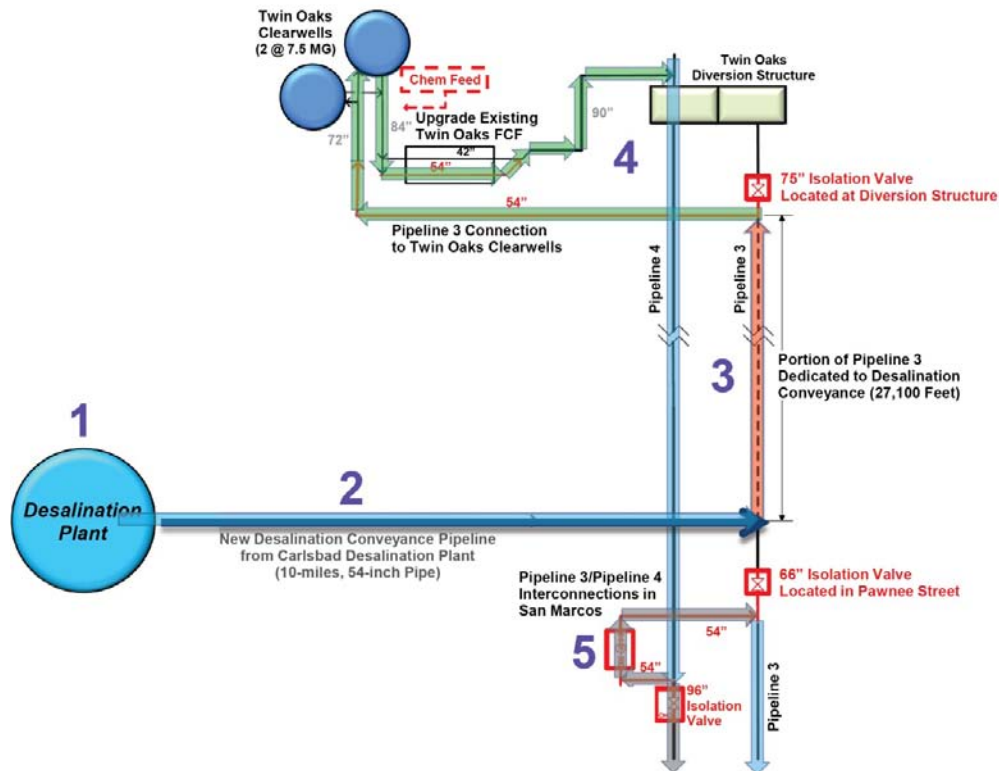 Twin Oaks
Clearwells
(2 @ 7.5 MG)
Chem Feed
72"
84"
Upgrade Existing
Twin Oaks FCF
42"
54"
90"
Twin Oaks
Diversion Structure
4
75" Isolation Valve
Located at Diversion Structure
54"
Pipeline 3 Connection
to Twin Oaks Clearwells
Pipeline 4
Pipeline 3
3
Portion of Pipeline 3
Dedicated to Desalination
Conveyance (27,100 Feet)
1
Desalination
Plant
2
New Desalination Conveyance Pipeline
from Carlsbad Desalination Plant
(10-miles, 54-inch Pipe)
Pipeline 3/Pipeline 4
Interconnections in
San Marcos
66" Isolation Valve
Located in Pawnee Street
54"
5
54"
96"
Isolation
Valve
Pipeline 3